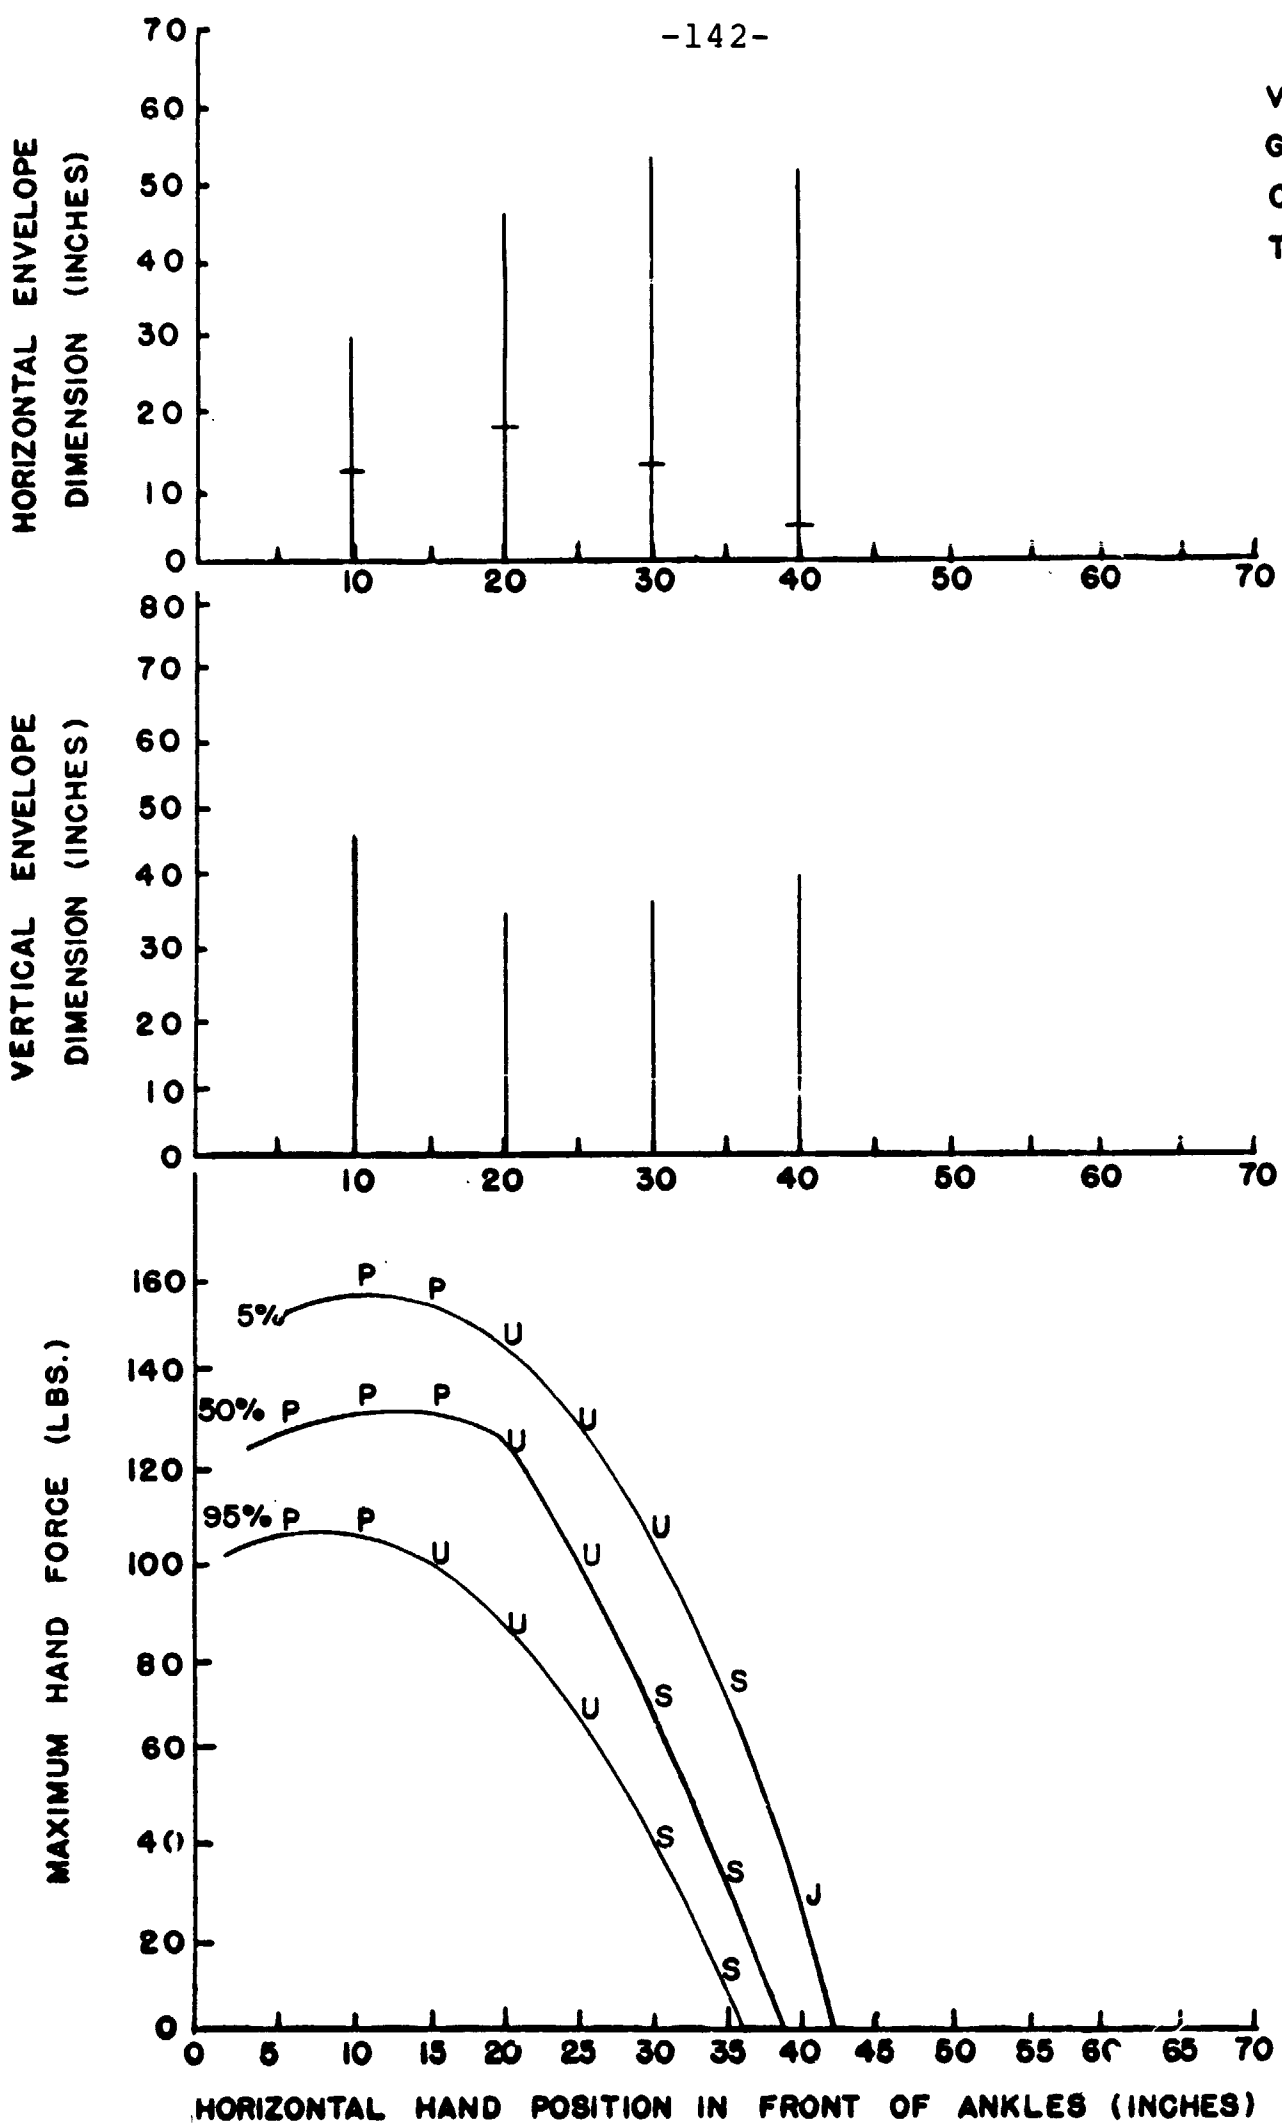 -142-
V
G
O
T
HORIZONTAL ENVELOPE
DIMENSION (INCHES)
70
60
50
40
30
20
10
0
10 20 30 40 50 60 70
VERTICAL ENVELOPE
DIMENSION (INCHES)
80
70
60
50
40
30
20
10
0
10 20 30 40 50 60 70
MAXIMUM HAND FORCE (LBS.)
160
140
120
100
80
60
40
20
0
5% P P U U U S J
50% P P P U U S S
95% P P U U U S S
0 5 10 15 20 25 30 35 40 45 50 55 60 65 70
HORIZONTAL HAND POSITION IN FRONT OF ANKLES (INCHES)